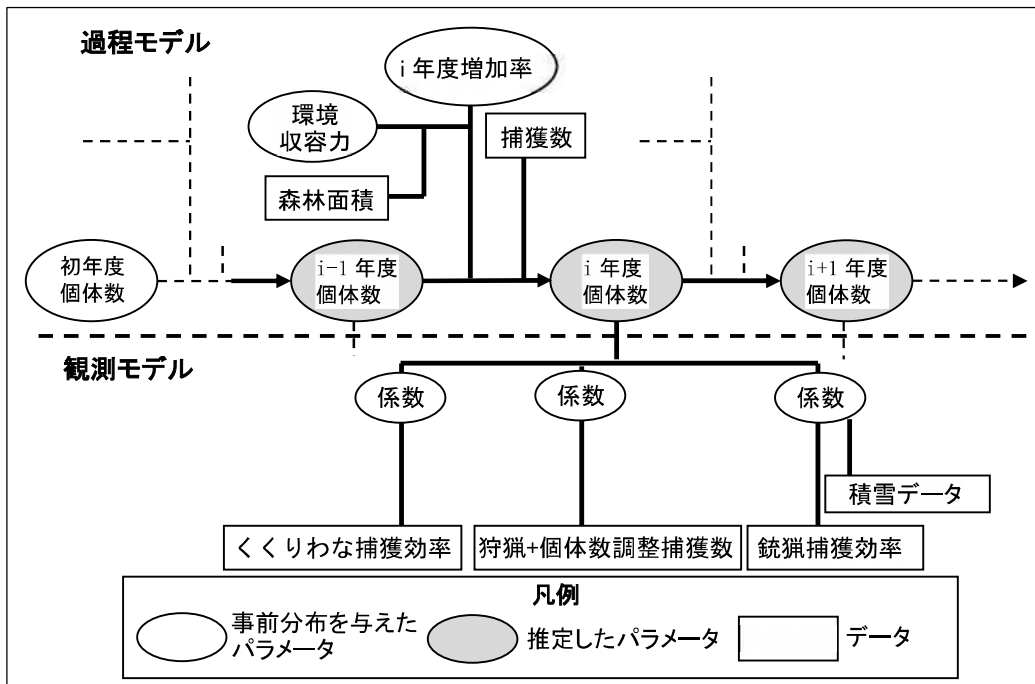 過程モデル
i 年度増加率
環境
収容力
捕獲数
森林面積
初年度
個体数
i-1 年度
個体数
i 年度
個体数
i+1 年度
個体数
観測モデル
係数
係数
係数
積雪データ
くくりわな捕獲効率
狩猟+個体数調整捕獲数
銃猟捕獲効率
凡例
事前分布を与えた
パラメータ
推定したパラメータ
データ